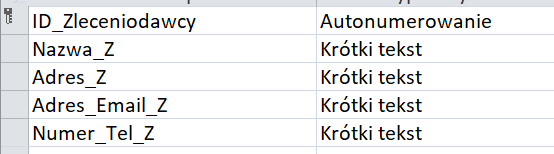 ID_Zleceniodawcy Autonumerowanie
Nazwa_Z Krótki tekst
Adres_Z Krótki tekst
Adres_Email_Z Krótki tekst
Numer_Tel_Z Krótki tekst